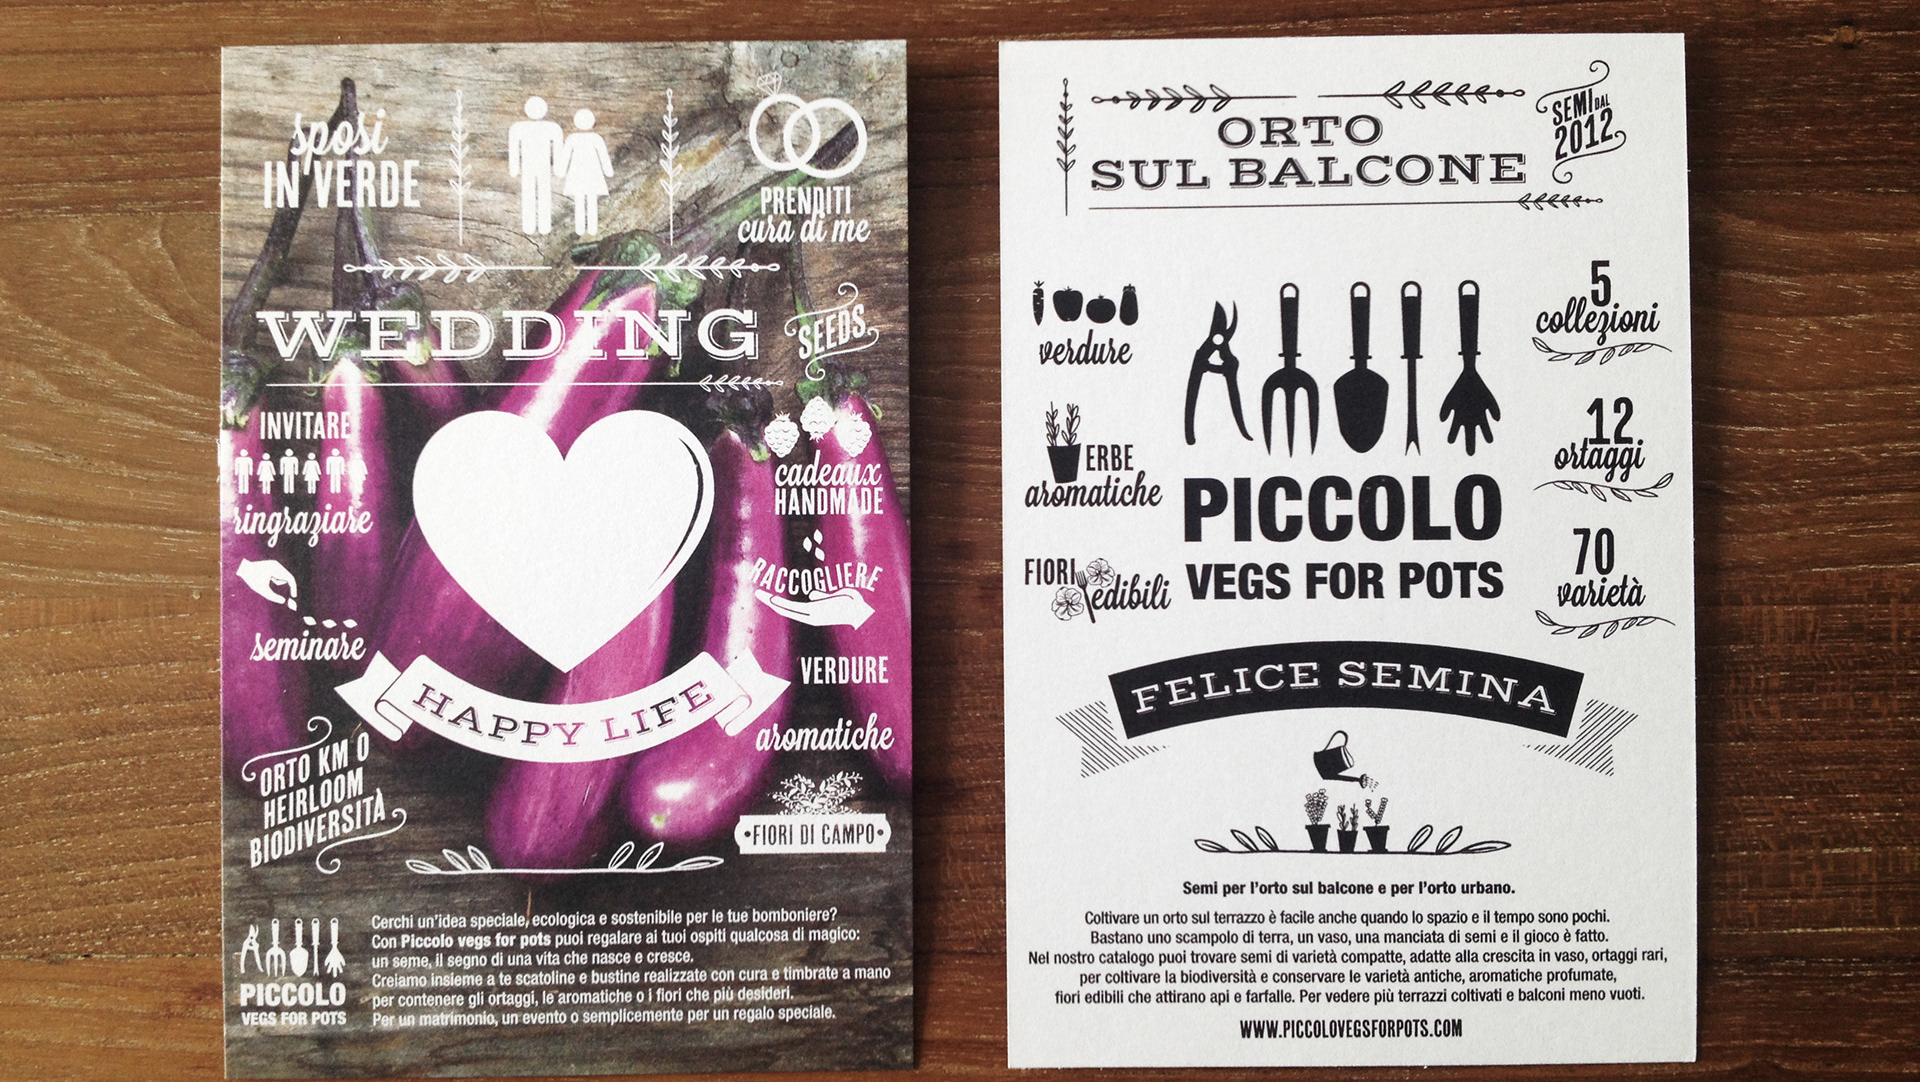 sposi
IN VERDE
PRENDITI
cura di me
WEDDING
SEEDS
INVITARE
ringraziare
cadeaux
HANDMADE
RACCOGLIERE
seminare
VERDURE
HAPPY LIFE
aromatiche
ORTO KM 0
HEIRLOOM
BIODIVERSITÀ
•FIORI DI CAMPO•
PICCOLO
VEGS FOR POTS
Cerchi un'idea speciale, ecologica e sostenibile per le tue bomboniere?
Con Piccolo vegs for pots puoi regalare ai tuoi ospiti qualcosa di magico:
un seme, il segno di una vita che nasce e cresce.
Creiamo insieme a te scatoline e bustine realizzate con cura e timbrate a mano
per contenere gli ortaggi, le aromatiche o i fiori che più desideri.
Per un matrimonio, un evento o semplicemente per un regalo speciale.
ORTO
SUL BALCONE
SEMI DAL
2012
verdure
ERBE
aromatiche
FIORI
edibili
5
collezioni
12
ortaggi
70
varietà
PICCOLO
VEGS FOR POTS
FELICE SEMINA
Semi per l'orto sul balcone e per l'orto urbano.
Coltivare un orto sul terrazzo è facile anche quando lo spazio e il tempo sono pochi.
Bastano uno scampolo di terra, un vaso, una manciata di semi e il gioco è fatto.
Nel nostro catalogo puoi trovare semi di varietà compatte, adatte alla crescita in vaso, ortaggi rari,
per coltivare la biodiversità e conservare le varietà antiche, aromatiche profumate,
fiori edibili che attirano api e farfalle. Per vedere più terrazzi coltivati e balconi meno vuoti.
WWW.PICCOLOVEGSFORPOTS.COM